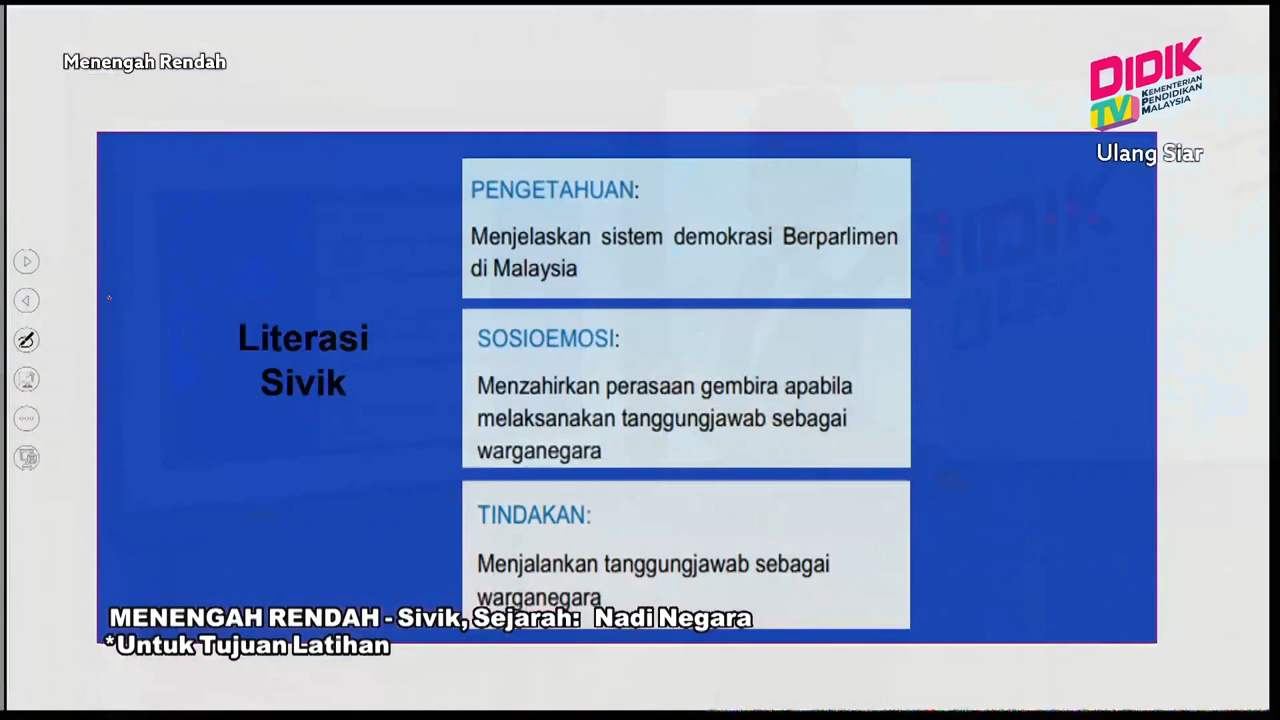 Menengah Rendah
DIDIK
TV
KEMENTERIAN
PENDIDIKAN
MALAYSIA
Ulang Siar
PENGETAHUAN:
Menjelaskan sistem demokrasi Berparlimen
di Malaysia
Literasi
Sivik
SOSIOEMOSI:
Menzahirkan perasaan gembira apabila
melaksanakan tanggungjawab sebagai
warganegara
TINDAKAN:
Menjalankan tanggungjawab sebagai
warganegara
MENENGAH RENDAH - Sivik, Sejarah: Nadi Negara
*Untuk Tujuan Latihan